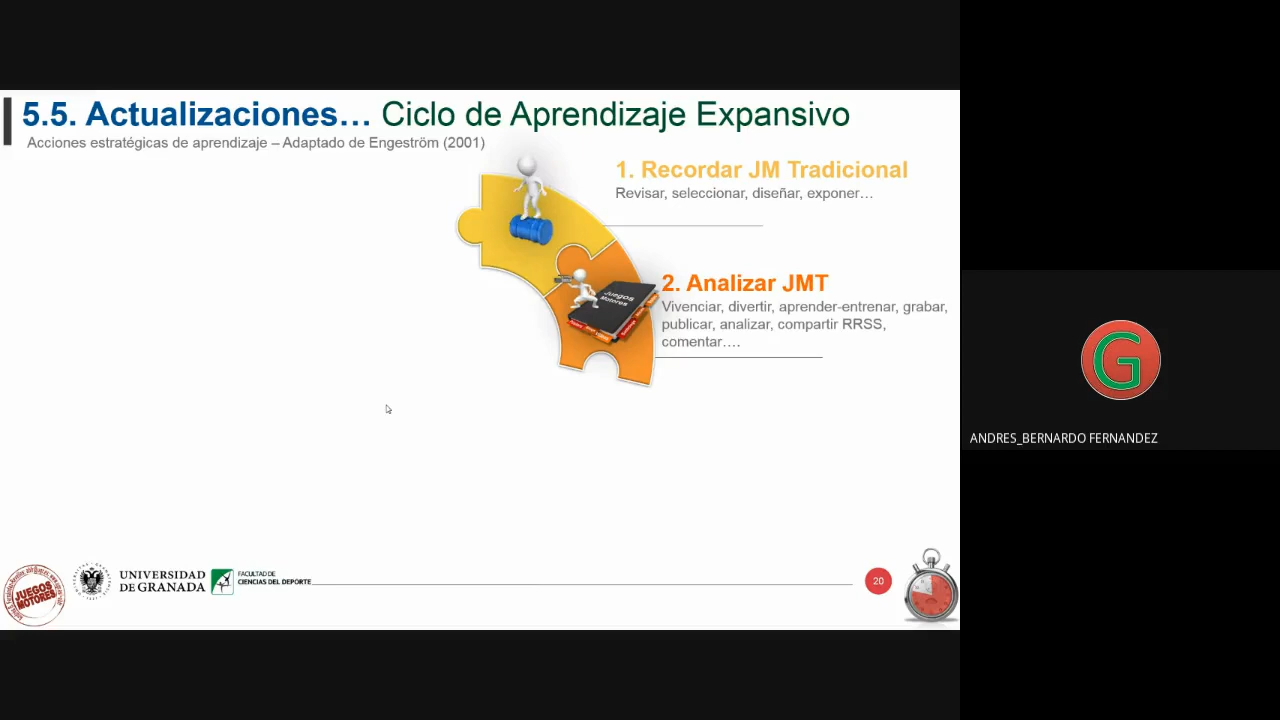 5.5. Actualizaciones… Ciclo de Aprendizaje Expansivo
Acciones estratégicas de aprendizaje – Adaptado de Engeström (2001)
1. Recordar JM Tradicional
Revisar, seleccionar, diseñar, exponer…
2. Analizar JMT
Vivenciar, divertir, aprender-entrenar, grabar,
publicar, analizar, compartir RRSS,
comentar….
Juegos
Motores
G
ANDRES_BERNARDO FERNANDEZ
JUEGOS
MOTORES
UNIVERSIDAD
DE GRANADA
FACULTAD DE
CIENCIAS DEL DEPORTE
20